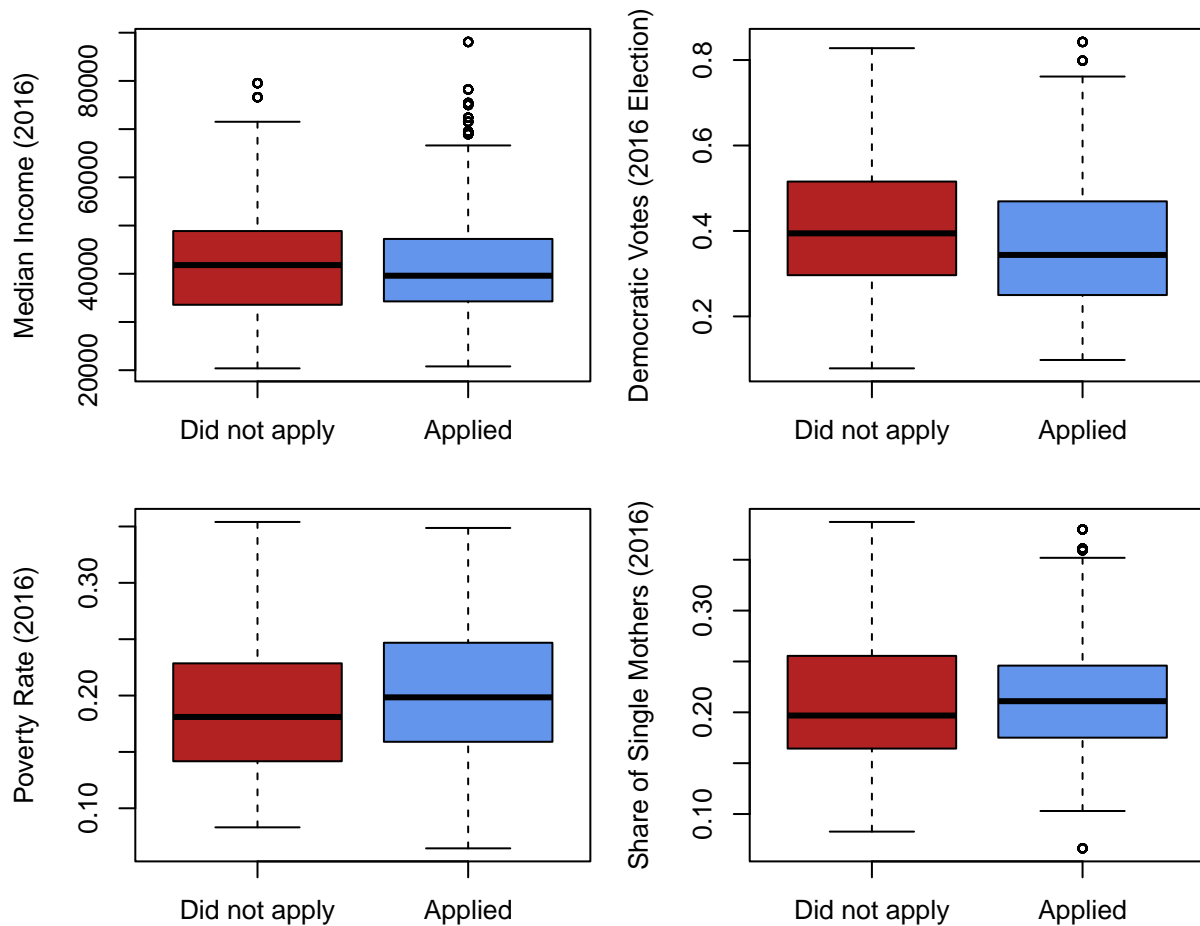 Median Income (2016)
80000
60000
40000
20000
Did not apply
Applied
Democratic Votes (2016 Election)
0.8
0.6
0.4
0.2
Did not apply
Applied
Poverty Rate (2016)
0.30
0.20
0.10
Did not apply
Applied
Share of Single Mothers (2016)
0.30
0.20
0.10
Did not apply
Applied